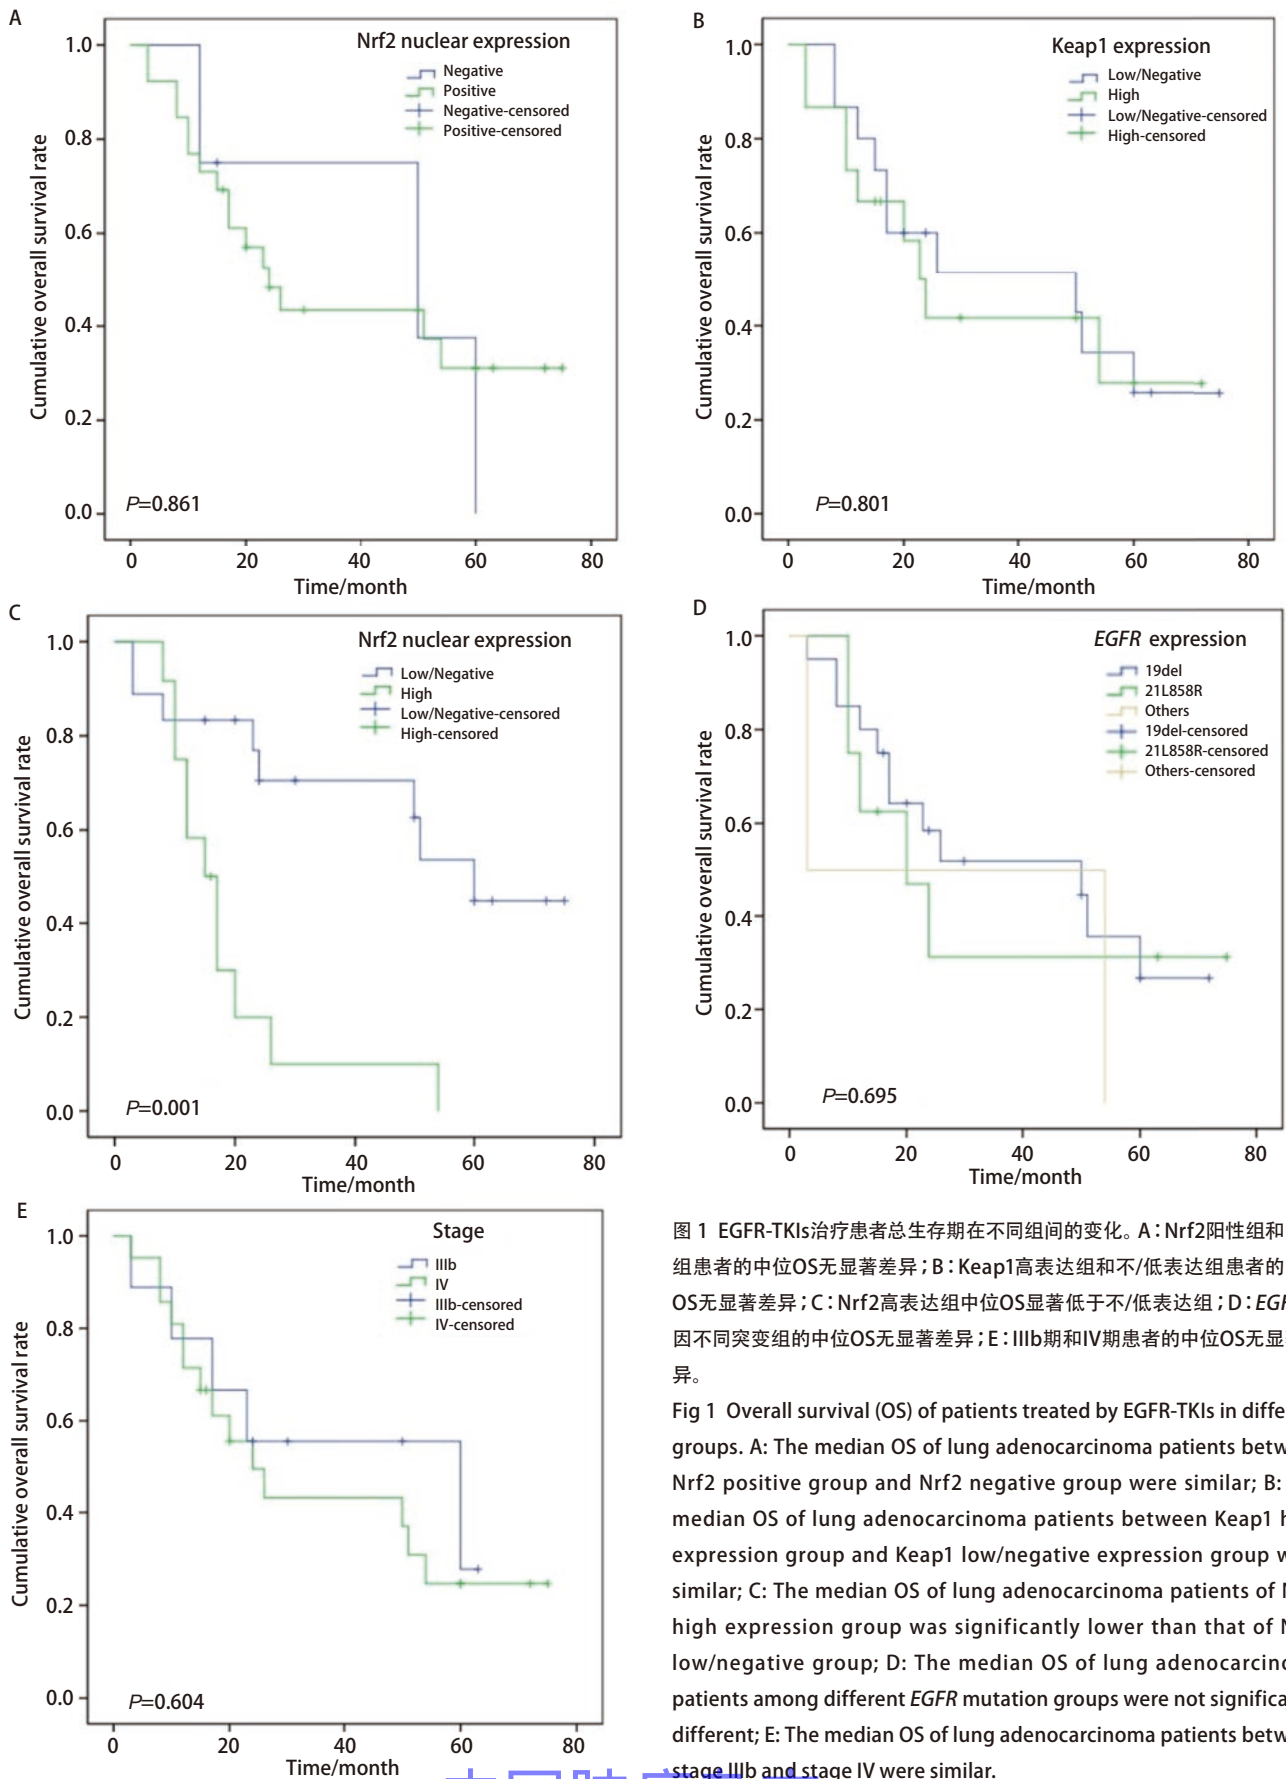 A
Nrf2 nuclear expression
Negative
Positive
Negative-censored
Positive-censored
Cumulative overall survival rate
1.0
0.8
0.6
0.4
0.2
0.0
P=0.861
0 20 40 60 80
Time/month
B
Keap1 expression
Low/Negative
High
Low/Negative-censored
High-censored
Cumulative overall survival rate
1.0
0.8
0.6
0.4
0.2
0.0
P=0.801
0 20 40 60 80
Time/month
C
Nrf2 nuclear expression
Low/Negative
High
Low/Negative-censored
High-censored
Cumulative overall survival rate
1.0
0.8
0.6
0.4
0.2
0.0
P=0.001
0 20 40 60 80
Time/month
D
EGFR expression
19del
21L858R
Others
19del-censored
21L858R-censored
Others-censored
Cumulative overall survival rate
1.0
0.8
0.6
0.4
0.2
0.0
P=0.695
0 20 40 60 80
Time/month
E
Stage
IIIb
IV
IIIb-censored
IV-censored
Cumulative overall survival rate
1.0
0.8
0.6
0.4
0.2
0.0
P=0.604
0 20 40 60 80
Time/month
图 1 EGFR-TKIs治疗患者总生存期在不同组间的变化。A：Nrf2阳性组和
组患者的中位OS无显著差异；B：Keap1高表达组和不/低表达组患者的
OS无显著差异；C：Nrf2高表达组中位OS显著低于不/低表达组；D：EGF
因不同突变组的中位OS无显著差异；E：IIIb期和IV期患者的中位OS无显
异。
Fig 1 Overall survival (OS) of patients treated by EGFR-TKIs in diffe
groups. A: The median OS of lung adenocarcinoma patients betw
Nrf2 positive group and Nrf2 negative group were similar; B:
median OS of lung adenocarcinoma patients between Keap1 h
expression group and Keap1 low/negative expression group w
similar; C: The median OS of lung adenocarcinoma patients of N
high expression group was significantly lower than that of N
low/negative group; D: The median OS of lung adenocarcino
patients among different EGFR mutation groups were not significa
different; E: The median OS of lung adenocarcinoma patients betw
stage IIIb and stage IV were similar.